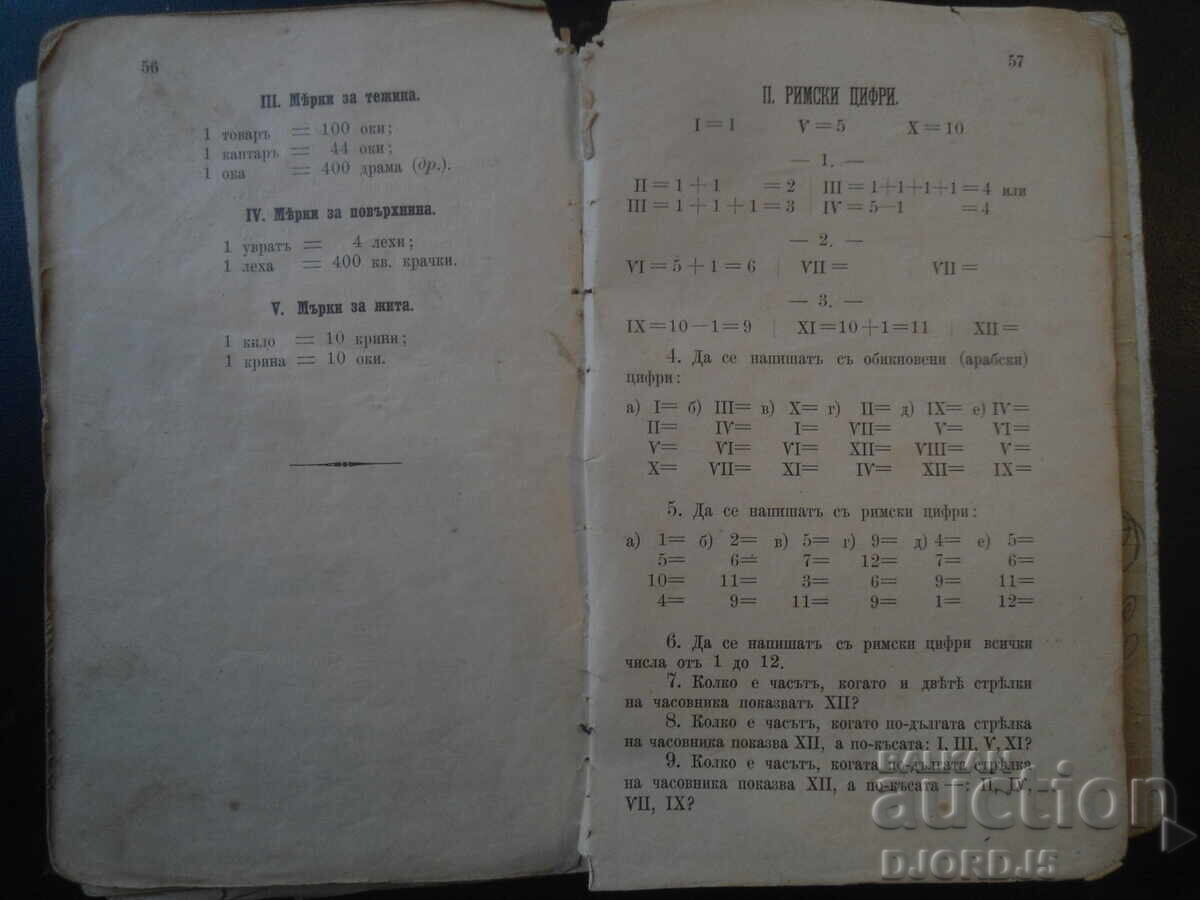 56
III. Мѣрки за тежина.
1 товаръ = 100 оки;
1 кантаръ = 44 оки;
1 ока = 400 драма (др.).
IV. Мѣрки за повърхнина.
1 увратъ = 4 лехи;
1 леха = 400 кв. крачки.
V. Мърки за жита.
1 кило = 10 крини;
1 крина = 10 оки.
57
П. РИМСКИ ЦИФРИ.
I=1 V=5 X=10
— 1. —
II=1+1 =2 | III=1+1+1+1=4 или
III=1+1+1=3 | IV=5—1 =4
— 2. —
VI=5+1=6 | VII= VII=
— 3. —
IX=10—1=9 | XI=10+1=11 | XII=
4. Да се напишатъ съ обикновени (арабски)
цифри:
а) I= б) III= в) X= г) II= д) IX= е) IV=
II= IV= I= VII= V= VI=
V= VI= VI= XII= VIII= V=
X= VII= XI= IV= XII= IX=
5. Да се напишатъ съ римски цифри:
а) 1= б) 2= в) 5= г) 9= д) 4= е) 5=
5= 6= 7= 12= 7= 6=
10= 11= 3= 6= 9= 11=
4= 9= 11= 9= 1= 12=
6. Да се напишатъ съ римски цифри всички
числа отъ 1 до 12.
7. Колко е часътъ, когато и двѣтѣ стрѣлки
на часовника показватъ XII?
8. Колко е часътъ, когато по-дългата стрѣлка
на часовника показва XII, а по-късата: I, III, V, XI?
9. Колко е часътъ, когата по-дългата стрѣлка
на часовника показва XII, а по-късата —: II, IV,
VII, IX?
BALKAN
auction
DJORDJ5